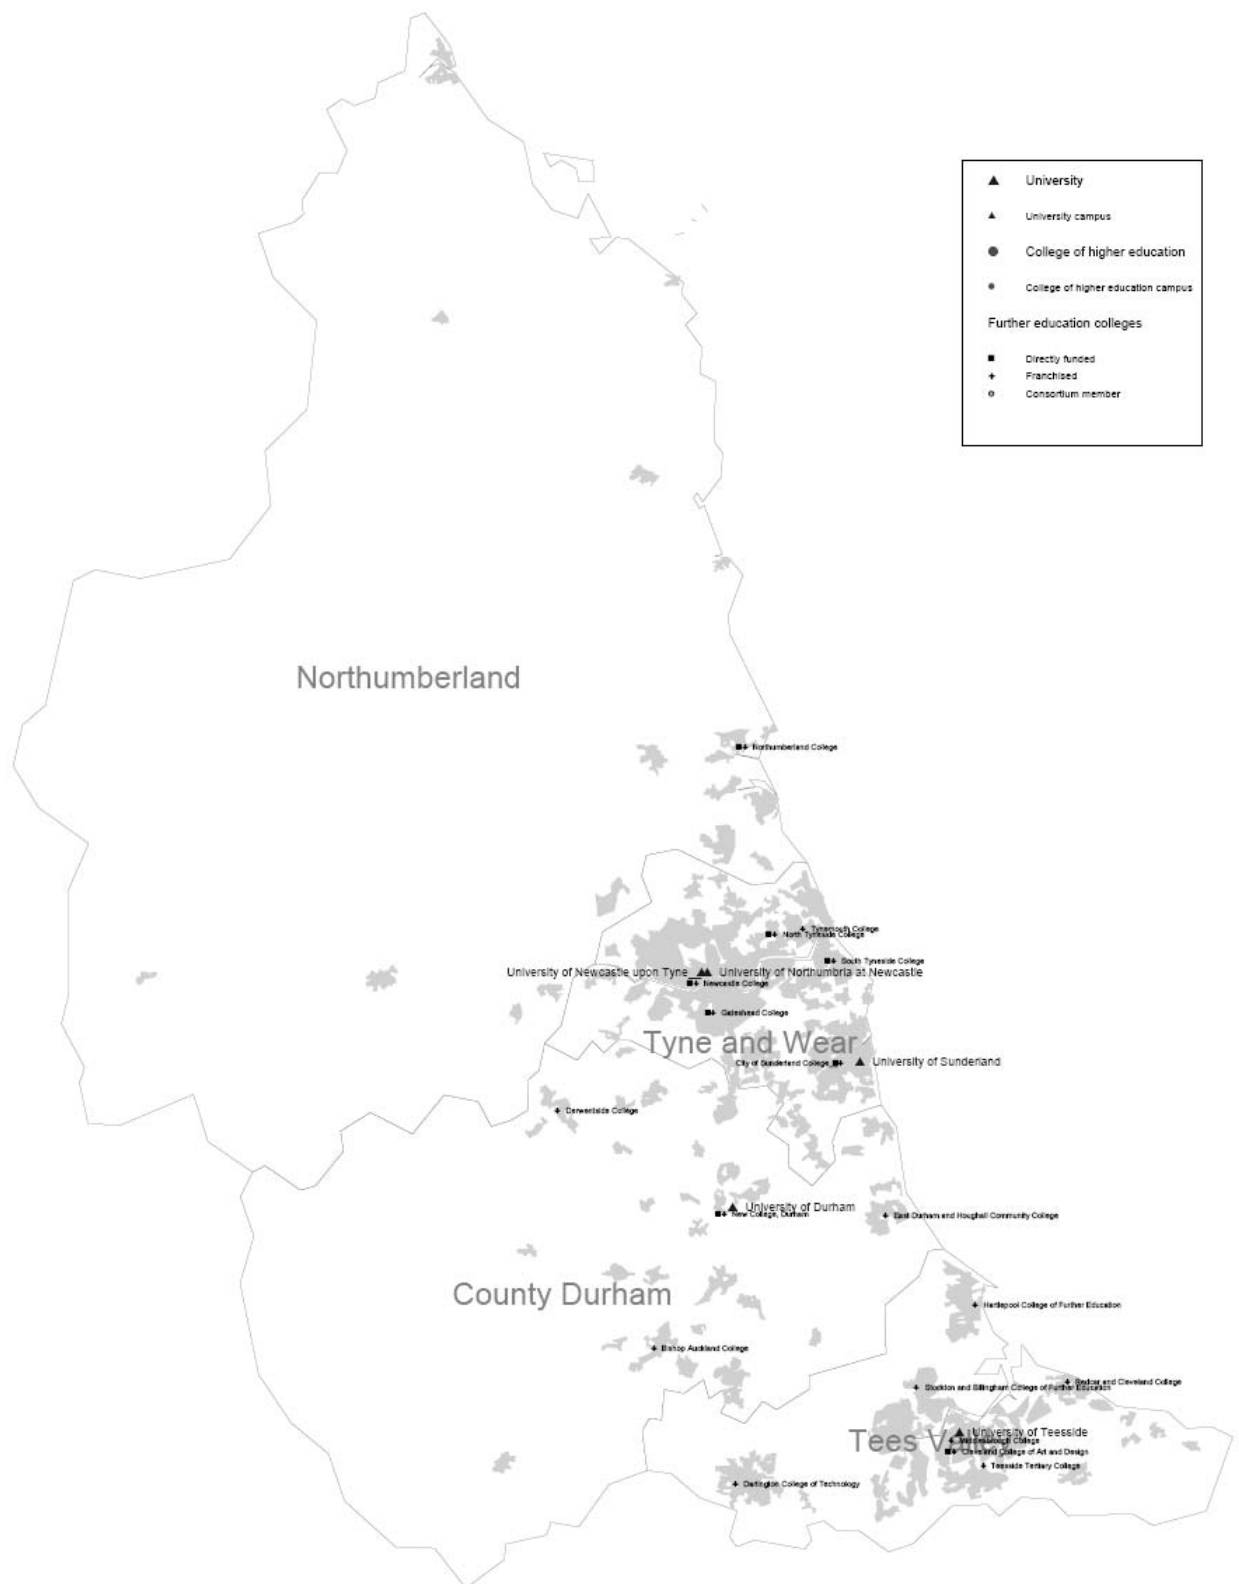 University
University campus
College of higher education
College of higher education campus
Further education colleges
Directly funded
Franchised
Consortium member
Northumberland
Northumberland College
Tynemouth College
North Tyneside College
South Tyneside College
University of Newcastle upon Tyne
University of Northumbria at Newcastle
Newcastle College
Gateshead College
Tyne and Wear
City of Sunderland College
University of Sunderland
Derwentside College
University of Durham
New College, Durham
East Durham and Houghall Community College
County Durham
Hartlepool College of Further Education
Bishop Auckland College
Redcar and Cleveland College
Stockton and Billingham College of Further Education
University of Teesside
Tees Valley
Middlesbrough College
Cleveland College of Art and Design
Teesside Tertiary College
Darlington College of Technology